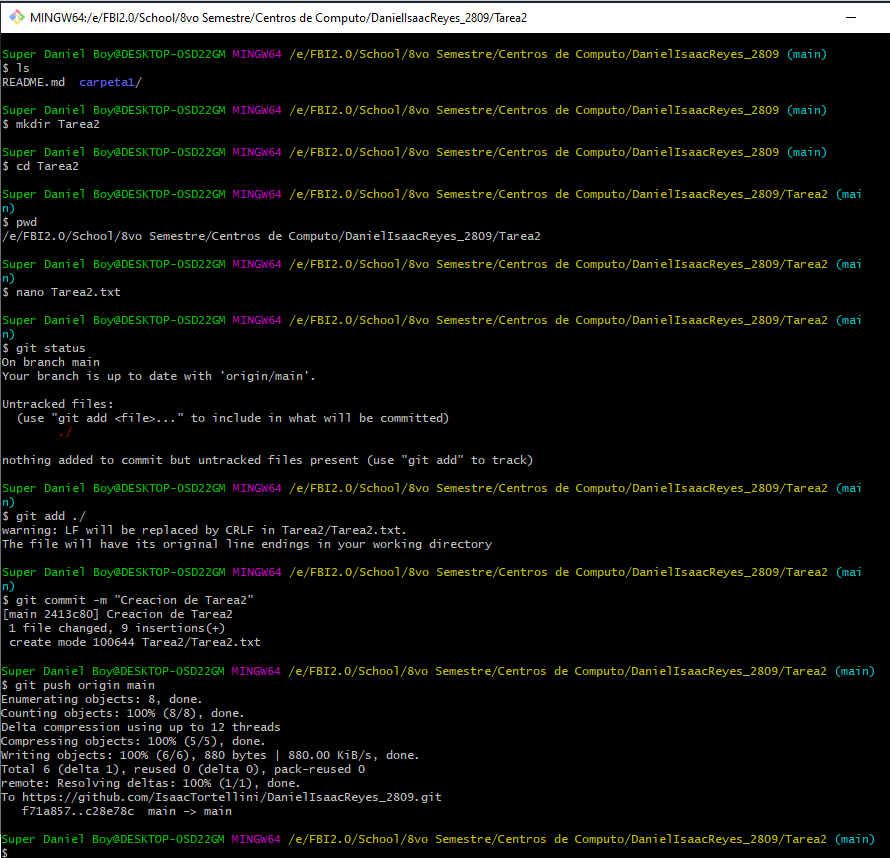 MINGW64:/e/FBI2.0/School/8vo Semestre/Centros de Computo/DanielIsaacReyes_2809/Tarea2
Super Daniel Boy@DESKTOP-OSD22GM MINGW64 /e/FBI2.0/School/8vo Semestre/Centros de Computo/DanielIsaacReyes_2809 (main)
$ ls
README.md  carpeta1/
Super Daniel Boy@DESKTOP-OSD22GM MINGW64 /e/FBI2.0/School/8vo Semestre/Centros de Computo/DanielIsaacReyes_2809 (main)
$ mkdir Tarea2
Super Daniel Boy@DESKTOP-OSD22GM MINGW64 /e/FBI2.0/School/8vo Semestre/Centros de Computo/DanielIsaacReyes_2809 (main)
$ cd Tarea2
Super Daniel Boy@DESKTOP-OSD22GM MINGW64 /e/FBI2.0/School/8vo Semestre/Centros de Computo/DanielIsaacReyes_2809/Tarea2 (mai
n)
$ pwd
/e/FBI2.0/School/8vo Semestre/Centros de Computo/DanielIsaacReyes_2809/Tarea2
Super Daniel Boy@DESKTOP-OSD22GM MINGW64 /e/FBI2.0/School/8vo Semestre/Centros de Computo/DanielIsaacReyes_2809/Tarea2 (mai
n)
$ nano Tarea2.txt
Super Daniel Boy@DESKTOP-OSD22GM MINGW64 /e/FBI2.0/School/8vo Semestre/Centros de Computo/DanielIsaacReyes_2809/Tarea2 (mai
n)
$ git status
On branch main
Your branch is up to date with 'origin/main'.
Untracked files:
  (use "git add <file>..." to include in what will be committed)
        ./
nothing added to commit but untracked files present (use "git add" to track)
Super Daniel Boy@DESKTOP-OSD22GM MINGW64 /e/FBI2.0/School/8vo Semestre/Centros de Computo/DanielIsaacReyes_2809/Tarea2 (mai
n)
$ git add ./
warning: LF will be replaced by CRLF in Tarea2/Tarea2.txt.
The file will have its original line endings in your working directory
Super Daniel Boy@DESKTOP-OSD22GM MINGW64 /e/FBI2.0/School/8vo Semestre/Centros de Computo/DanielIsaacReyes_2809/Tarea2 (mai
n)
$ git commit -m "Creacion de Tarea2"
[main 2413c80] Creacion de Tarea2
 1 file changed, 9 insertions(+)
 create mode 100644 Tarea2/Tarea2.txt
Super Daniel Boy@DESKTOP-OSD22GM MINGW64 /e/FBI2.0/School/8vo Semestre/Centros de Computo/DanielIsaacReyes_2809/Tarea2 (main)
$ git push origin main
Enumerating objects: 8, done.
Counting objects: 100% (8/8), done.
Delta compression using up to 12 threads
Compressing objects: 100% (5/5), done.
Writing objects: 100% (6/6), 880 bytes | 880.00 KiB/s, done.
Total 6 (delta 1), reused 0 (delta 0), pack-reused 0
remote: Resolving deltas: 100% (1/1), done.
To https://github.com/IsaacTortellini/DanielIsaacReyes_2809.git
   f71a857..c28e78c  main -> main
Super Daniel Boy@DESKTOP-OSD22GM MINGW64 /e/FBI2.0/School/8vo Semestre/Centros de Computo/DanielIsaacReyes_2809/Tarea2 (main)
$